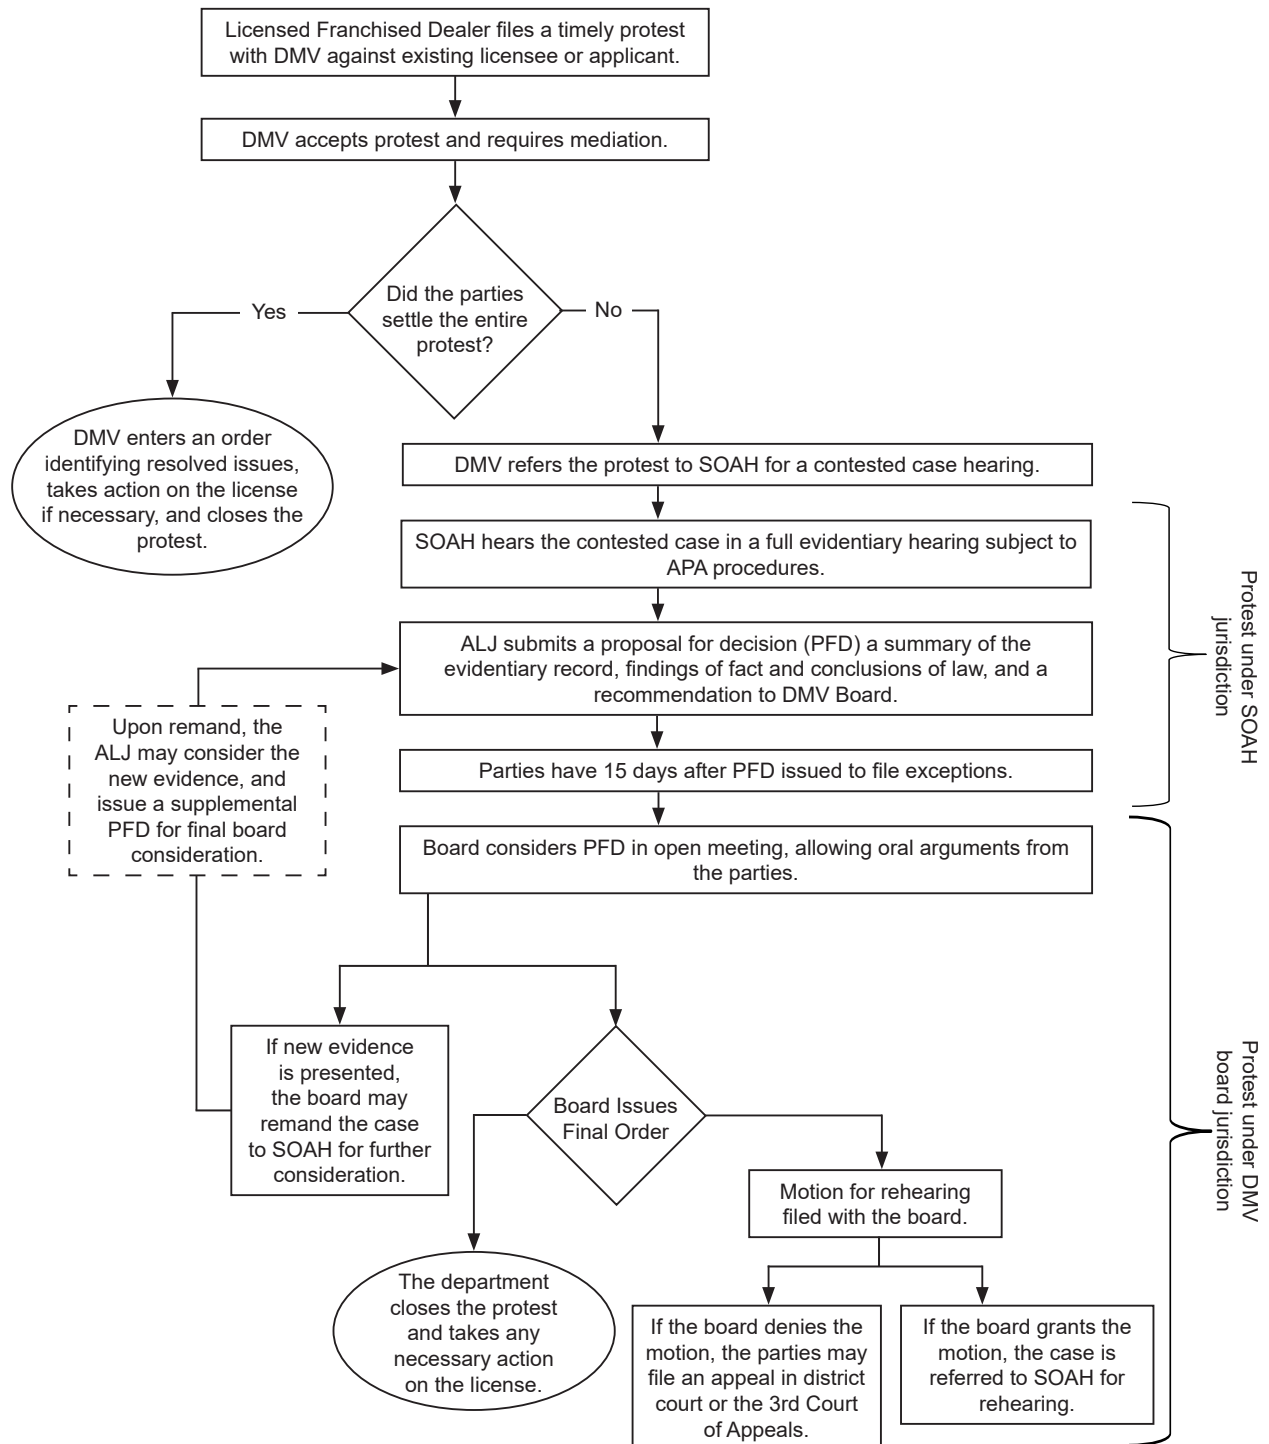 Licensed Franchised Dealer files a timely protest
with DMV against existing licensee or applicant.
DMV accepts protest and requires mediation.
Did the parties
settle the entire
protest?
Yes
No
DMV enters an order
identifying resolved issues,
takes action on the license
if necessary, and closes the
protest.
DMV refers the protest to SOAH for a contested case hearing.
SOAH hears the contested case in a full evidentiary hearing subject to
APA procedures.
ALJ submits a proposal for decision (PFD) a summary of the
evidentiary record, findings of fact and conclusions of law, and a
recommendation to DMV Board.
Protest under SOAH
jurisdiction
Upon remand, the
ALJ may consider the
new evidence, and
issue a supplemental
PFD for final board
consideration.
Parties have 15 days after PFD issued to file exceptions.
Board considers PFD in open meeting, allowing oral arguments from
the parties.
If new evidence
is presented,
the board may
remand the case
to SOAH for further
consideration.
Board Issues
Final Order
Protest under DMV
board jurisdiction
Motion for rehearing
filed with the board.
The department
closes the protest
and takes any
necessary action
on the license.
If the board denies the
motion, the parties may
file an appeal in district
court or the 3rd Court
of Appeals.
If the board grants the
motion, the case is
referred to SOAH for
rehearing.